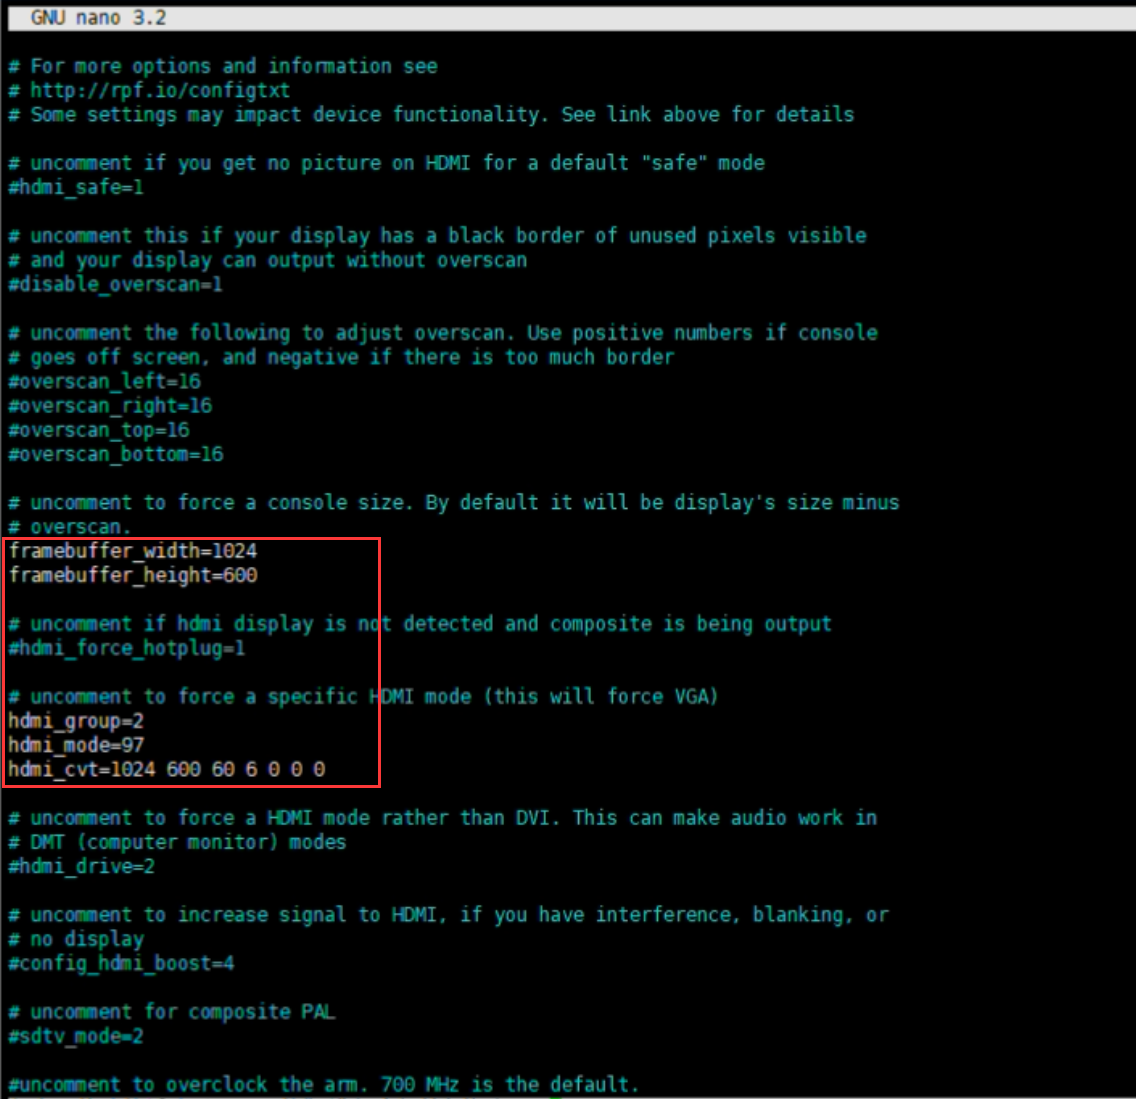 GNU nano 3.2
# For more options and information see
# http://rpf.io/configtxt
# Some settings may impact device functionality. See link above for details
# uncomment if you get no picture on HDMI for a default "safe" mode
#hdmi_safe=1
# uncomment this if your display has a black border of unused pixels visible
# and your display can output without overscan
#disable_overscan=1
# uncomment the following to adjust overscan. Use positive numbers if console
# goes off screen, and negative if there is too much border
#overscan_left=16
#overscan_right=16
#overscan_top=16
#overscan_bottom=16
# uncomment to force a console size. By default it will be display's size minus
# overscan.
framebuffer_width=1024
framebuffer_height=600
# uncomment if hdmi display is not detected and composite is being output
#hdmi_force_hotplug=1
# uncomment to force a specific HDMI mode (this will force VGA)
hdmi_group=2
hdmi_mode=97
hdmi_cvt=1024 600 60 6 0 0 0
# uncomment to force a HDMI mode rather than DVI. This can make audio work in
# DMT (computer monitor) modes
#hdmi_drive=2
# uncomment to increase signal to HDMI, if you have interference, blanking, or
# no display
#config_hdmi_boost=4
# uncomment for composite PAL
#sdtv_mode=2
#uncomment to overclock the arm. 700 MHz is the default.